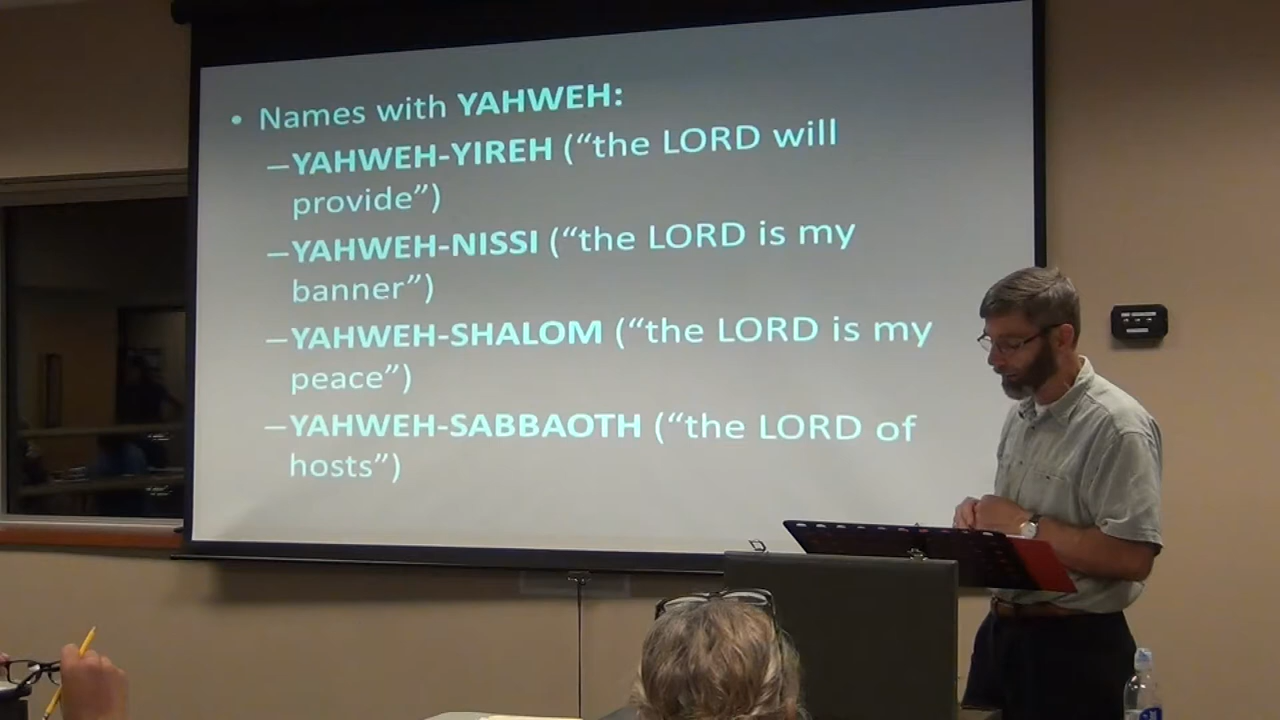 • Names with YAHWEH:
–YAHWEH-YIREH (“the LORD will
provide”)
–YAHWEH-NISSI (“the LORD is my
banner”)
–YAHWEH-SHALOM (“the LORD is my
peace”)
–YAHWEH-SABBAOTH (“the LORD of
hosts”)